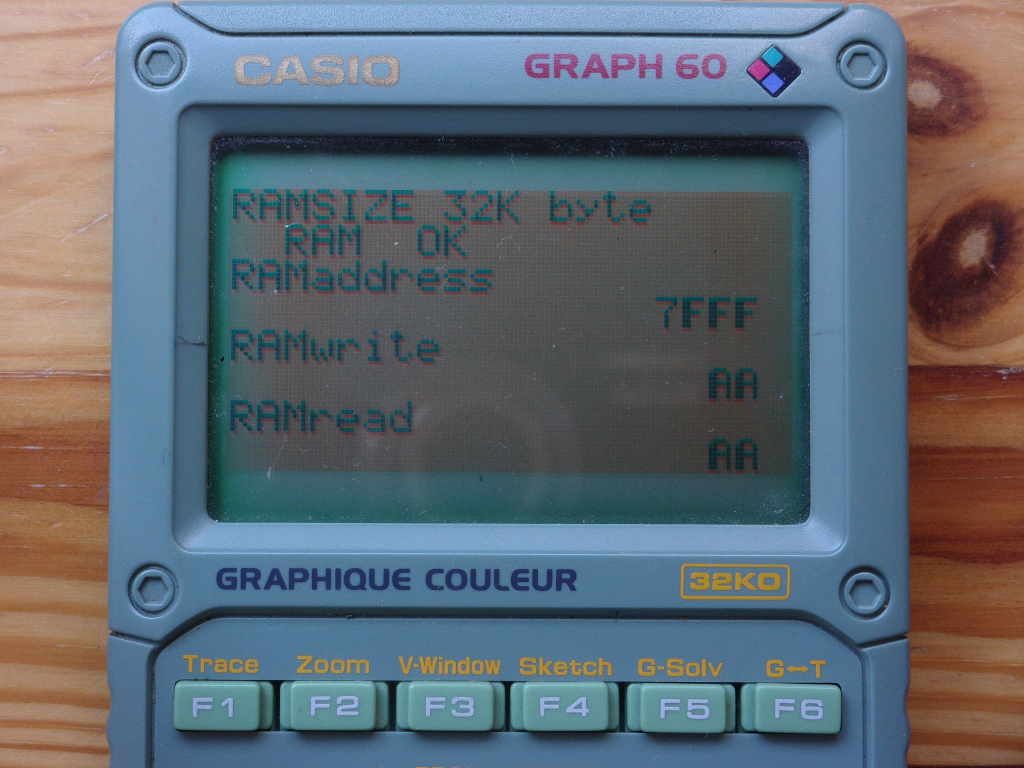 CASIO GRAPH 60
RAMSIZE 32K byte
RAM OK
RAMaddress
7FFF
RAMwrite
AA
RAMread
AA
GRAPHIQUE COULEUR 32KO
Trace Zoom V-Window Sketch G-Solv G↔T
F1 F2 F3 F4 F5 F6